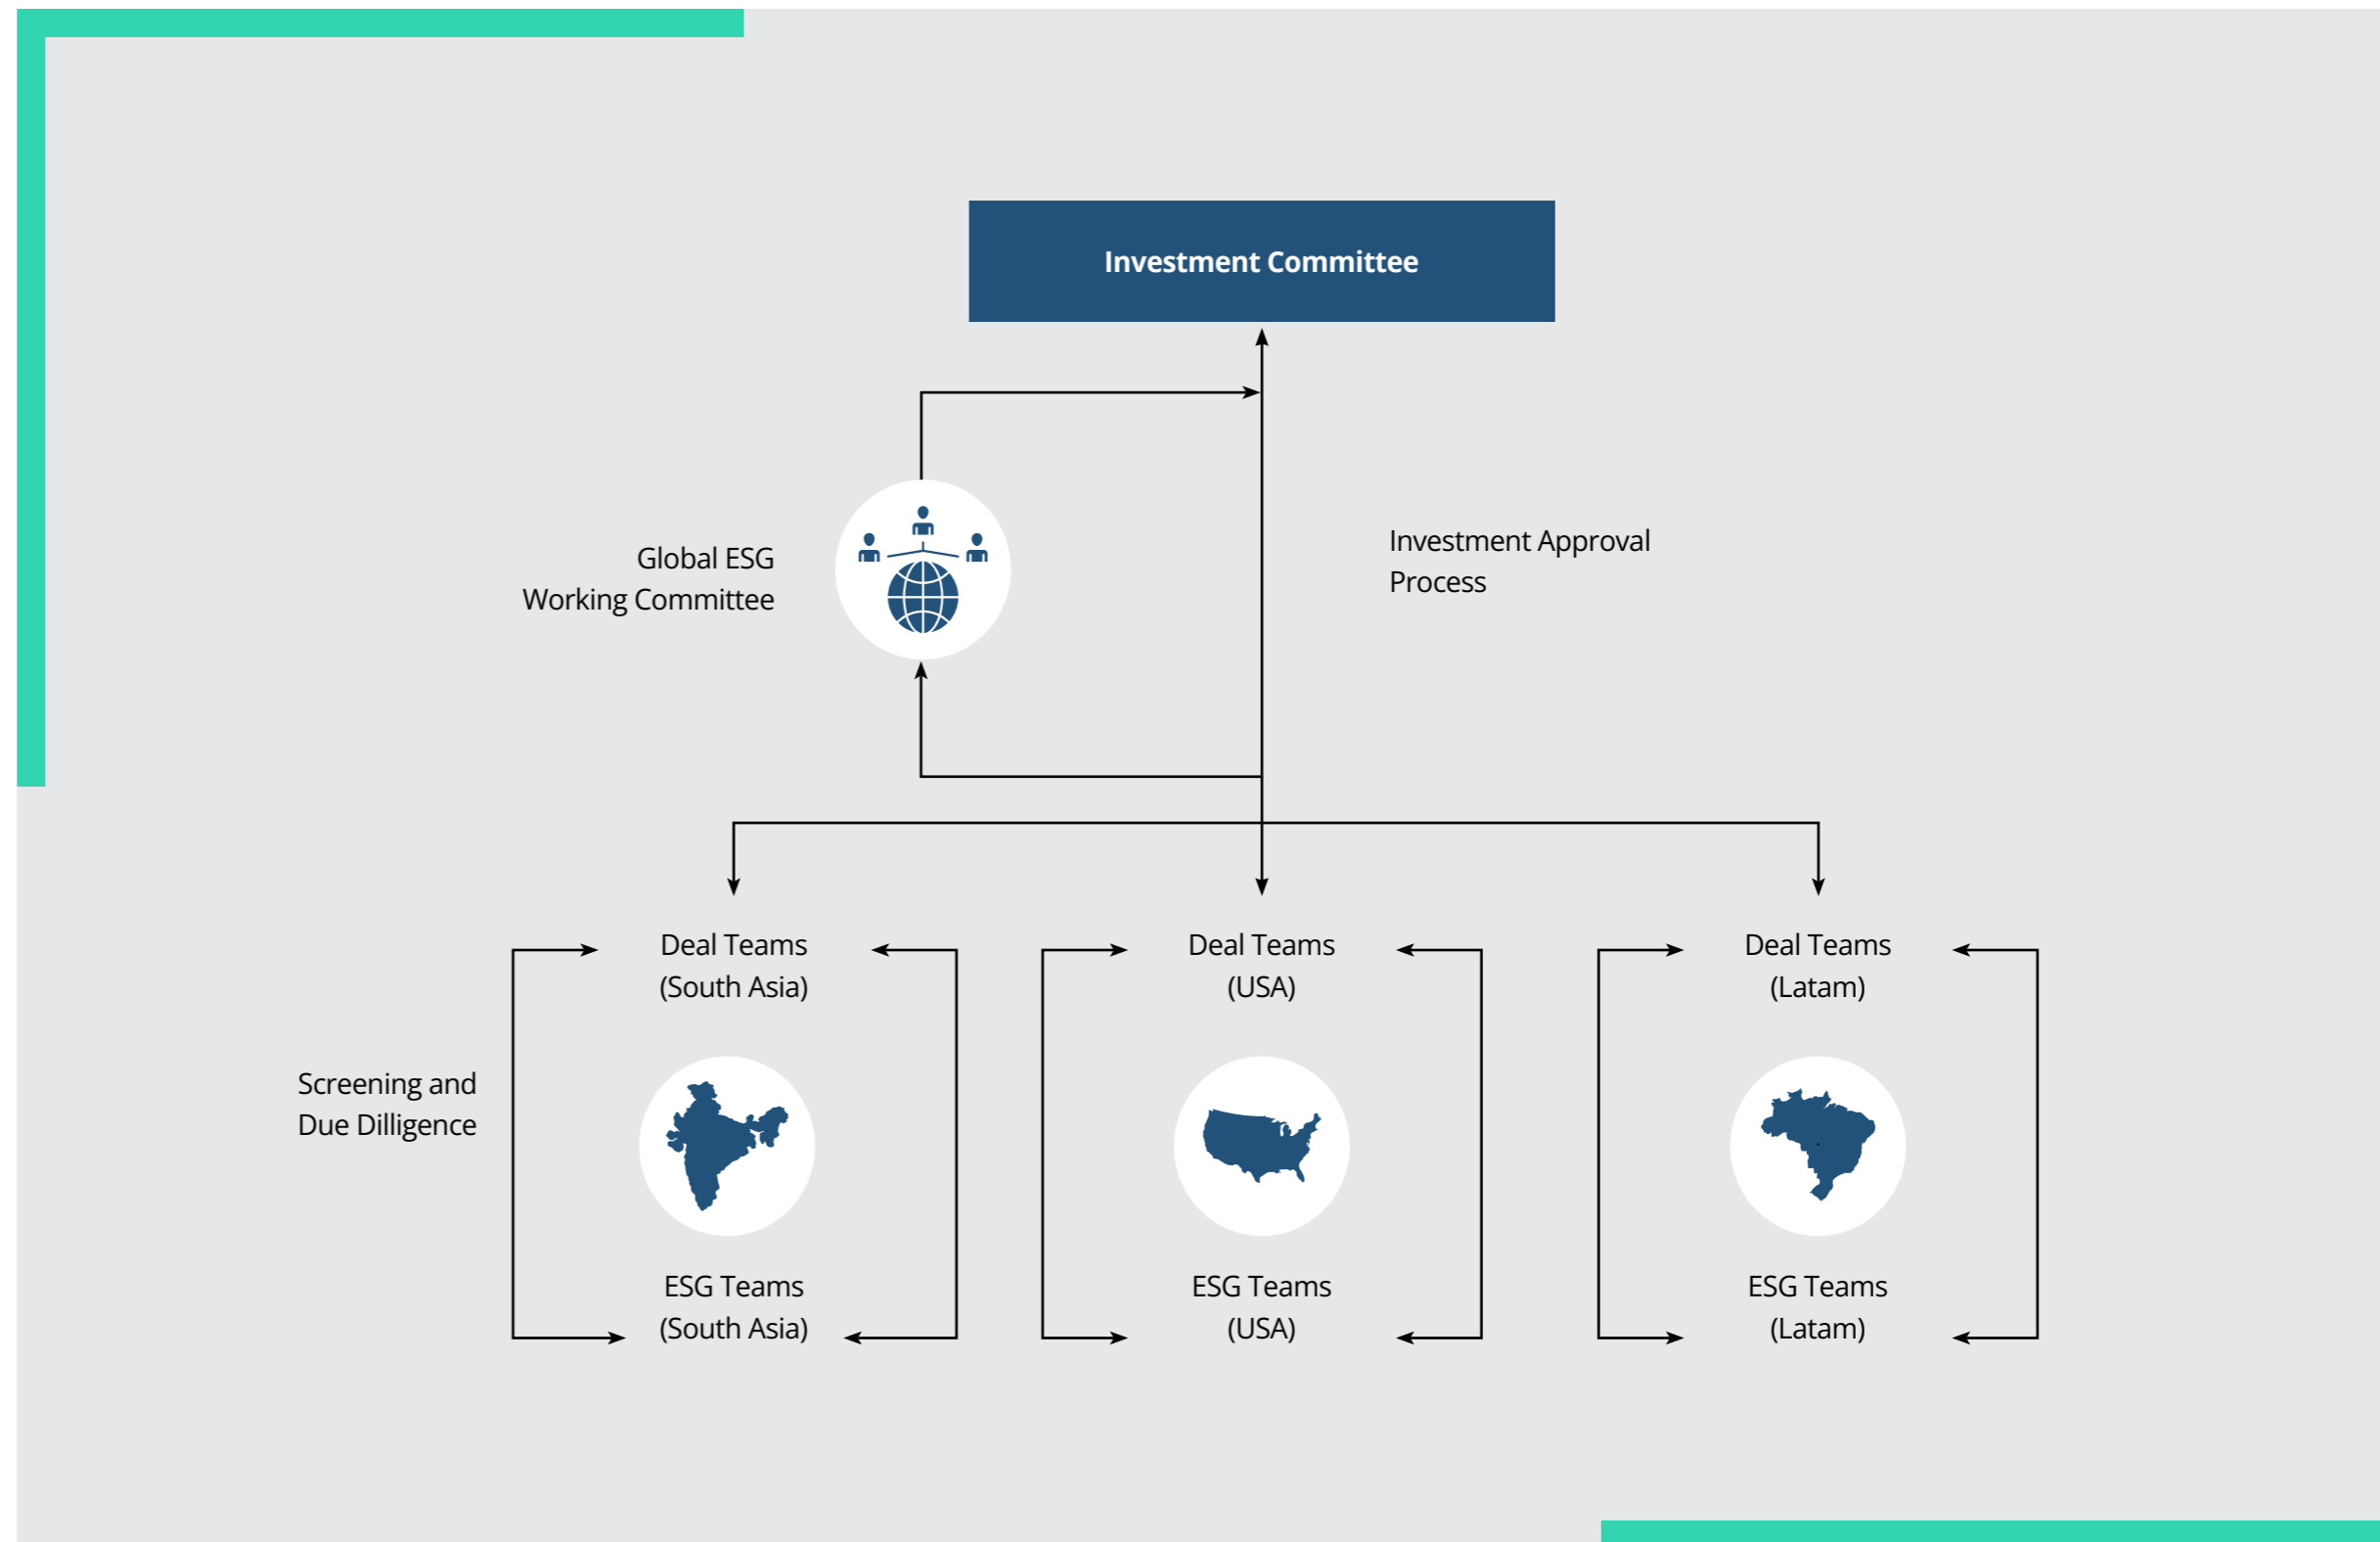 Investment Committee
Global ESG
Working Committee
Investment Approval
Process
Deal Teams
(South Asia)
Deal Teams
(USA)
Deal Teams
(Latam)
Screening and
Due Dilligence
ESG Teams
(South Asia)
ESG Teams
(USA)
ESG Teams
(Latam)